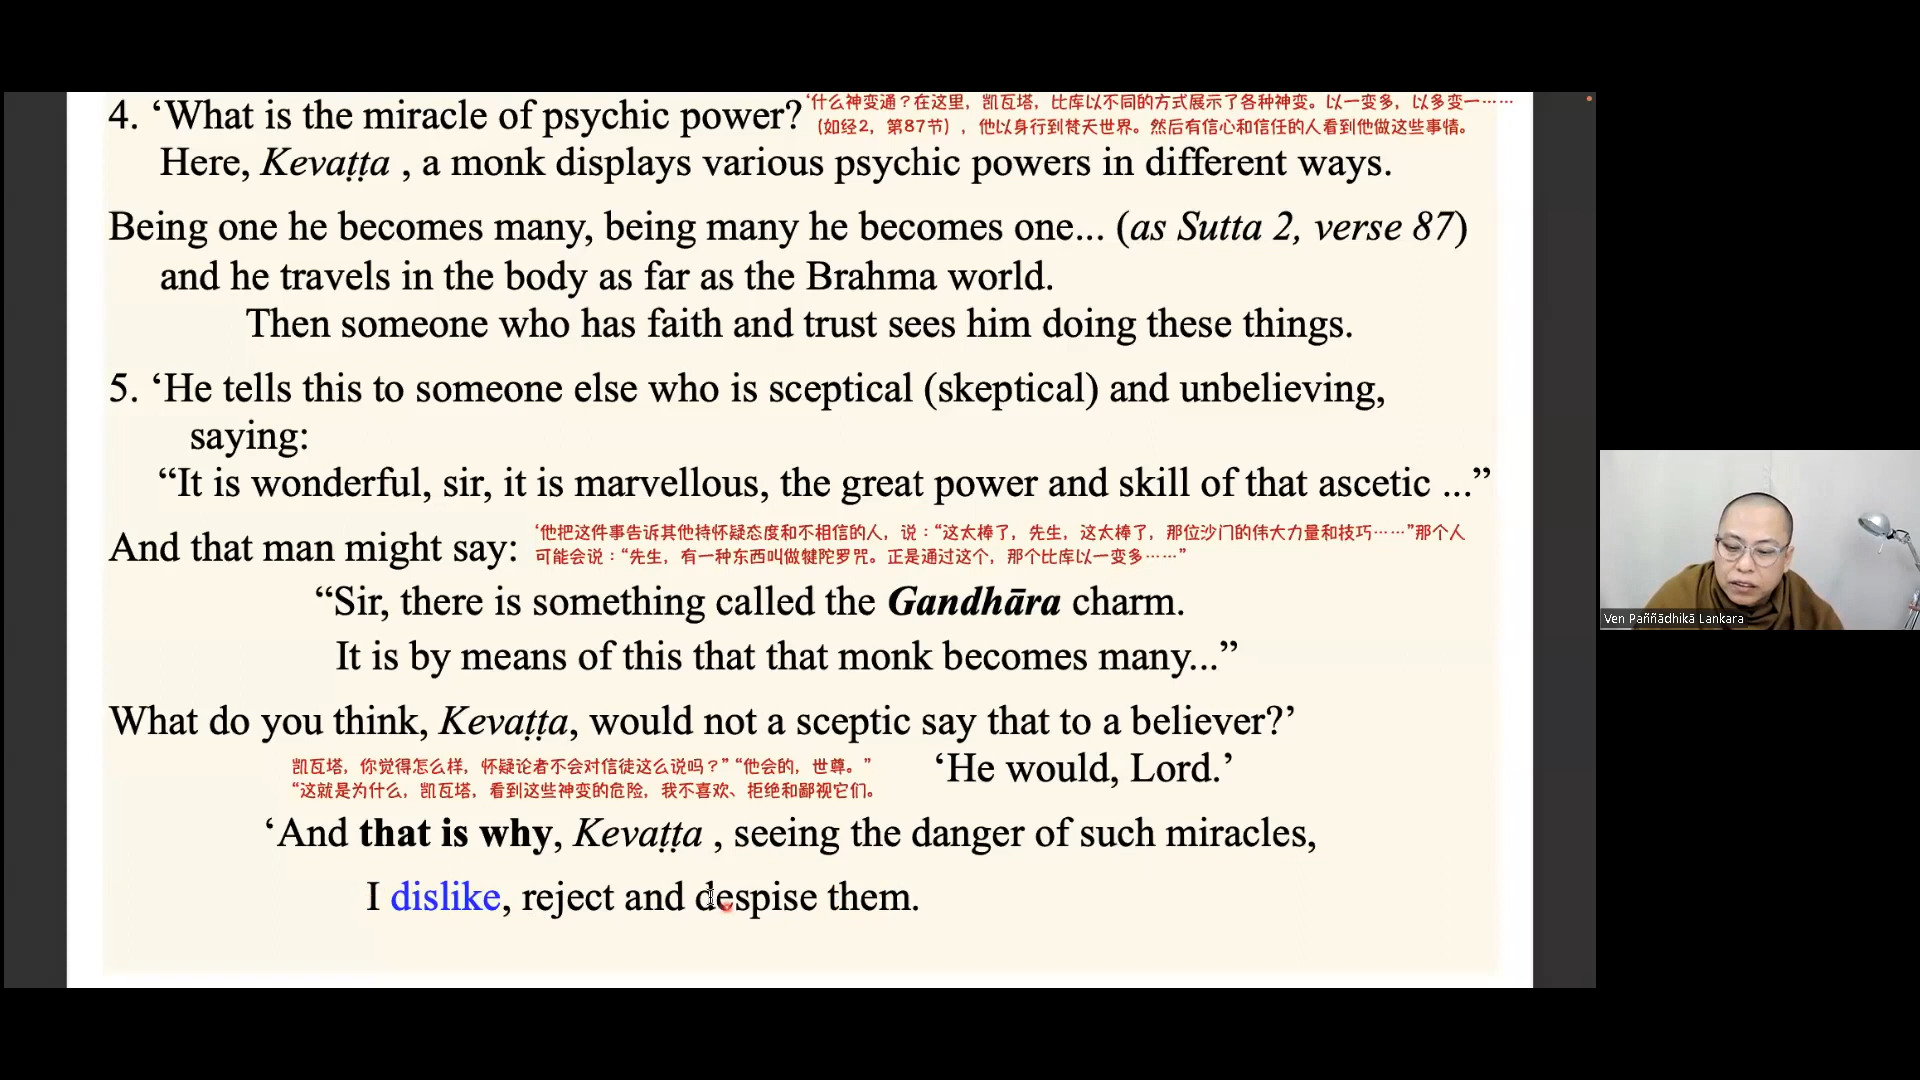 4. ‘What is the miracle of psychic power?
‘什么神变通？在这里，凯瓦塔，比库以不同的方式展示了各种神变。以一变多，以多变一……
（如经2，第87节），他以身行到梵天世界。然后有信心和信任的人看到他做这些事情。
Here, Kevaṭṭa , a monk displays various psychic powers in different ways.
Being one he becomes many, being many he becomes one... (as Sutta 2, verse 87)
and he travels in the body as far as the Brahma world.
Then someone who has faith and trust sees him doing these things.
5. ‘He tells this to someone else who is sceptical (skeptical) and unbelieving,
saying:
“It is wonderful, sir, it is marvellous, the great power and skill of that ascetic ...”
And that man might say:
‘他把这件事告诉其他持怀疑态度和不相信的人，说：“这太棒了，先生，这太棒了，那位沙门的伟大力量和技巧……”那个人
可能会说：“先生，有一种东西叫做犍陀罗咒。正是通过这个，那个比库以一变多……”
“Sir, there is something called the Gandhāra charm.
It is by means of this that that monk becomes many...”
What do you think, Kevaṭṭa, would not a sceptic say that to a believer?’
凯瓦塔，你觉得怎么样，怀疑论者不会对信徒这么说吗？” “他会的，世尊。”
“这就是为什么，凯瓦塔，看到这些神变的危险，我不喜欢、拒绝和鄙视它们。
‘He would, Lord.’
‘And that is why, Kevaṭṭa , seeing the danger of such miracles,
I dislike, reject and despise them.
Ven Paññādhikā Lankara